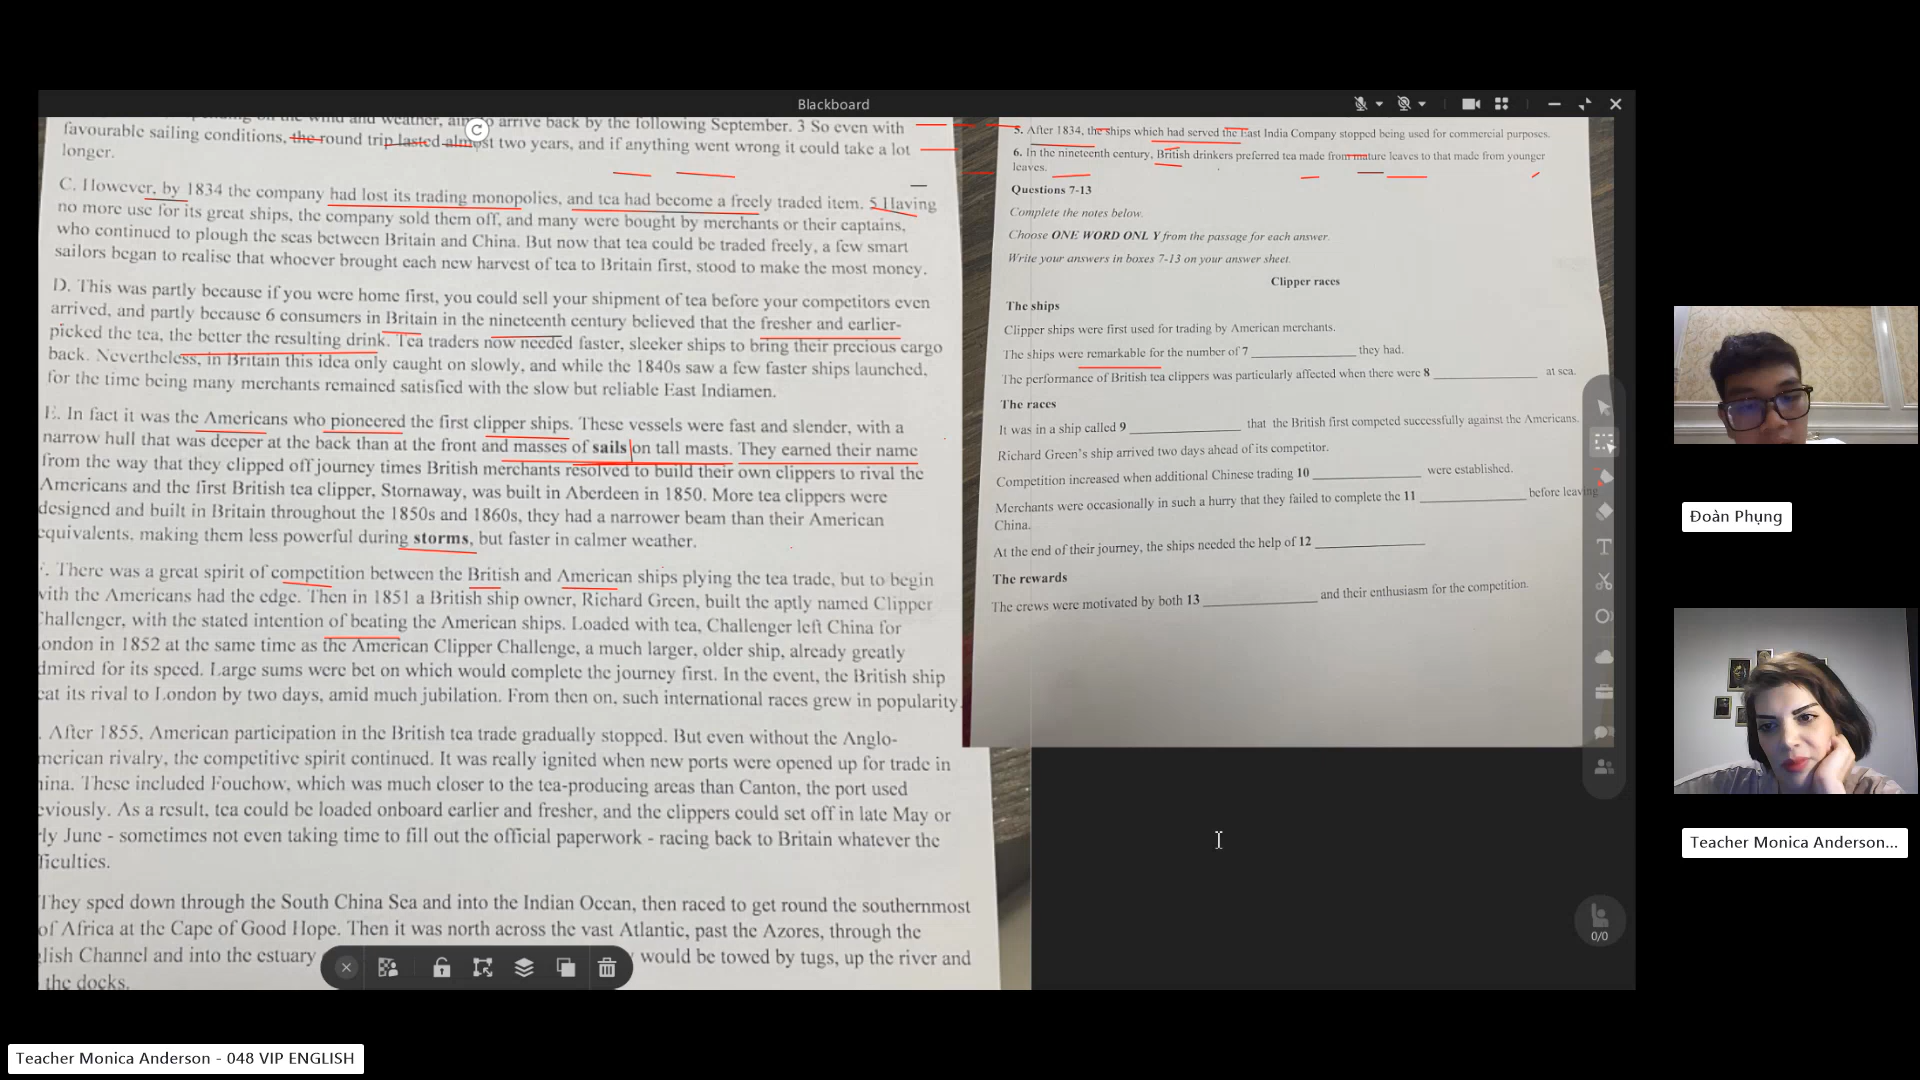 Blackboard
on the wind and weather, aim to arrive back by the following September. 3 So even with
favourable sailing conditions, the round trip lasted almost two years, and if anything went wrong it could take a lot
longer.
C. However, by 1834 the company had lost its trading monopolies, and tea had become a freely traded item. 5 Having
no more use for its great ships, the company sold them off, and many were bought by merchants or their captains,
who continued to plough the seas between Britain and China. But now that tea could be traded freely, a few smart
sailors began to realise that whoever brought each new harvest of tea to Britain first, stood to make the most money.
D. This was partly because if you were home first, you could sell your shipment of tea before your competitors even
arrived, and partly because 6 consumers in Britain in the nineteenth century believed that the fresher and earlier-
picked the tea, the better the resulting drink. Tea traders now needed faster, sleeker ships to bring their precious cargo
back. Nevertheless, in Britain this idea only caught on slowly, and while the 1840s saw a few faster ships launched,
for the time being many merchants remained satisfied with the slow but reliable East Indiamen.
E. In fact it was the Americans who pioneered the first clipper ships. These vessels were fast and slender, with a
narrow hull that was deeper at the back than at the front and masses of sails on tall masts. They earned their name
from the way that they clipped off journey times British merchants resolved to build their own clippers to rival the
Americans and the first British tea clipper, Stornaway, was built in Aberdeen in 1850. More tea clippers were
designed and built in Britain throughout the 1850s and 1860s, they had a narrower beam than their American
equivalents, making them less powerful during storms, but faster in calmer weather.
. There was a great spirit of competition between the British and American ships plying the tea trade, but to begin
with the Americans had the edge. Then in 1851 a British ship owner, Richard Green, built the aptly named Clipper
Challenger, with the stated intention of beating the American ships. Loaded with tea, Challenger left China for
ondon in 1852 at the same time as the American Clipper Challenge, a much larger, older ship, already greatly
dmired for its speed. Large sums were bet on which would complete the journey first. In the event, the British ship
eat its rival to London by two days, amid much jubilation. From then on, such international races grew in popularity.
. After 1855, American participation in the British tea trade gradually stopped. But even without the Anglo-
merican rivalry, the competitive spirit continued. It was really ignited when new ports were opened up for trade in
ina. These included Fouchow, which was much closer to the tea-producing areas than Canton, the port used
eviously. As a result, tea could be loaded onboard earlier and fresher, and the clippers could set off in late May or
rly June - sometimes not even taking time to fill out the official paperwork - racing back to Britain whatever the
ficulties.
They sped down through the South China Sea and into the Indian Ocean, then raced to get round the southernmost
of Africa at the Cape of Good Hope. Then it was north across the vast Atlantic, past the Azores, through the
lish Channel and into the estuary would be towed by tugs, up the river and
the docks.
5. After 1834, the ships which had served the East India Company stopped being used for commercial purposes.
6. In the nineteenth century, British drinkers preferred tea made from mature leaves to that made from younger
leaves.
Questions 7-13
Complete the notes below.
Choose ONE WORD ONL Y from the passage for each answer.
Write your answers in boxes 7-13 on your answer sheet.
Clipper races
The ships
Clipper ships were first used for trading by American merchants.
The ships were remarkable for the number of 7 ____________ they had.
The performance of British tea clippers was particularly affected when there were 8 ____________ at sea.
The races
It was in a ship called 9 ____________ that the British first competed successfully against the Americans.
Richard Green's ship arrived two days ahead of its competitor.
Competition increased when additional Chinese trading 10 ____________ were established.
Merchants were occasionally in such a hurry that they failed to complete the 11 ____________ before leaving
China.
At the end of their journey, the ships needed the help of 12 ____________
The rewards
The crews were motivated by both 13 ____________ and their enthusiasm for the competition.
0/0
Đoàn Phụng
Teacher Monica Anderson...
Teacher Monica Anderson - 048 VIP ENGLISH